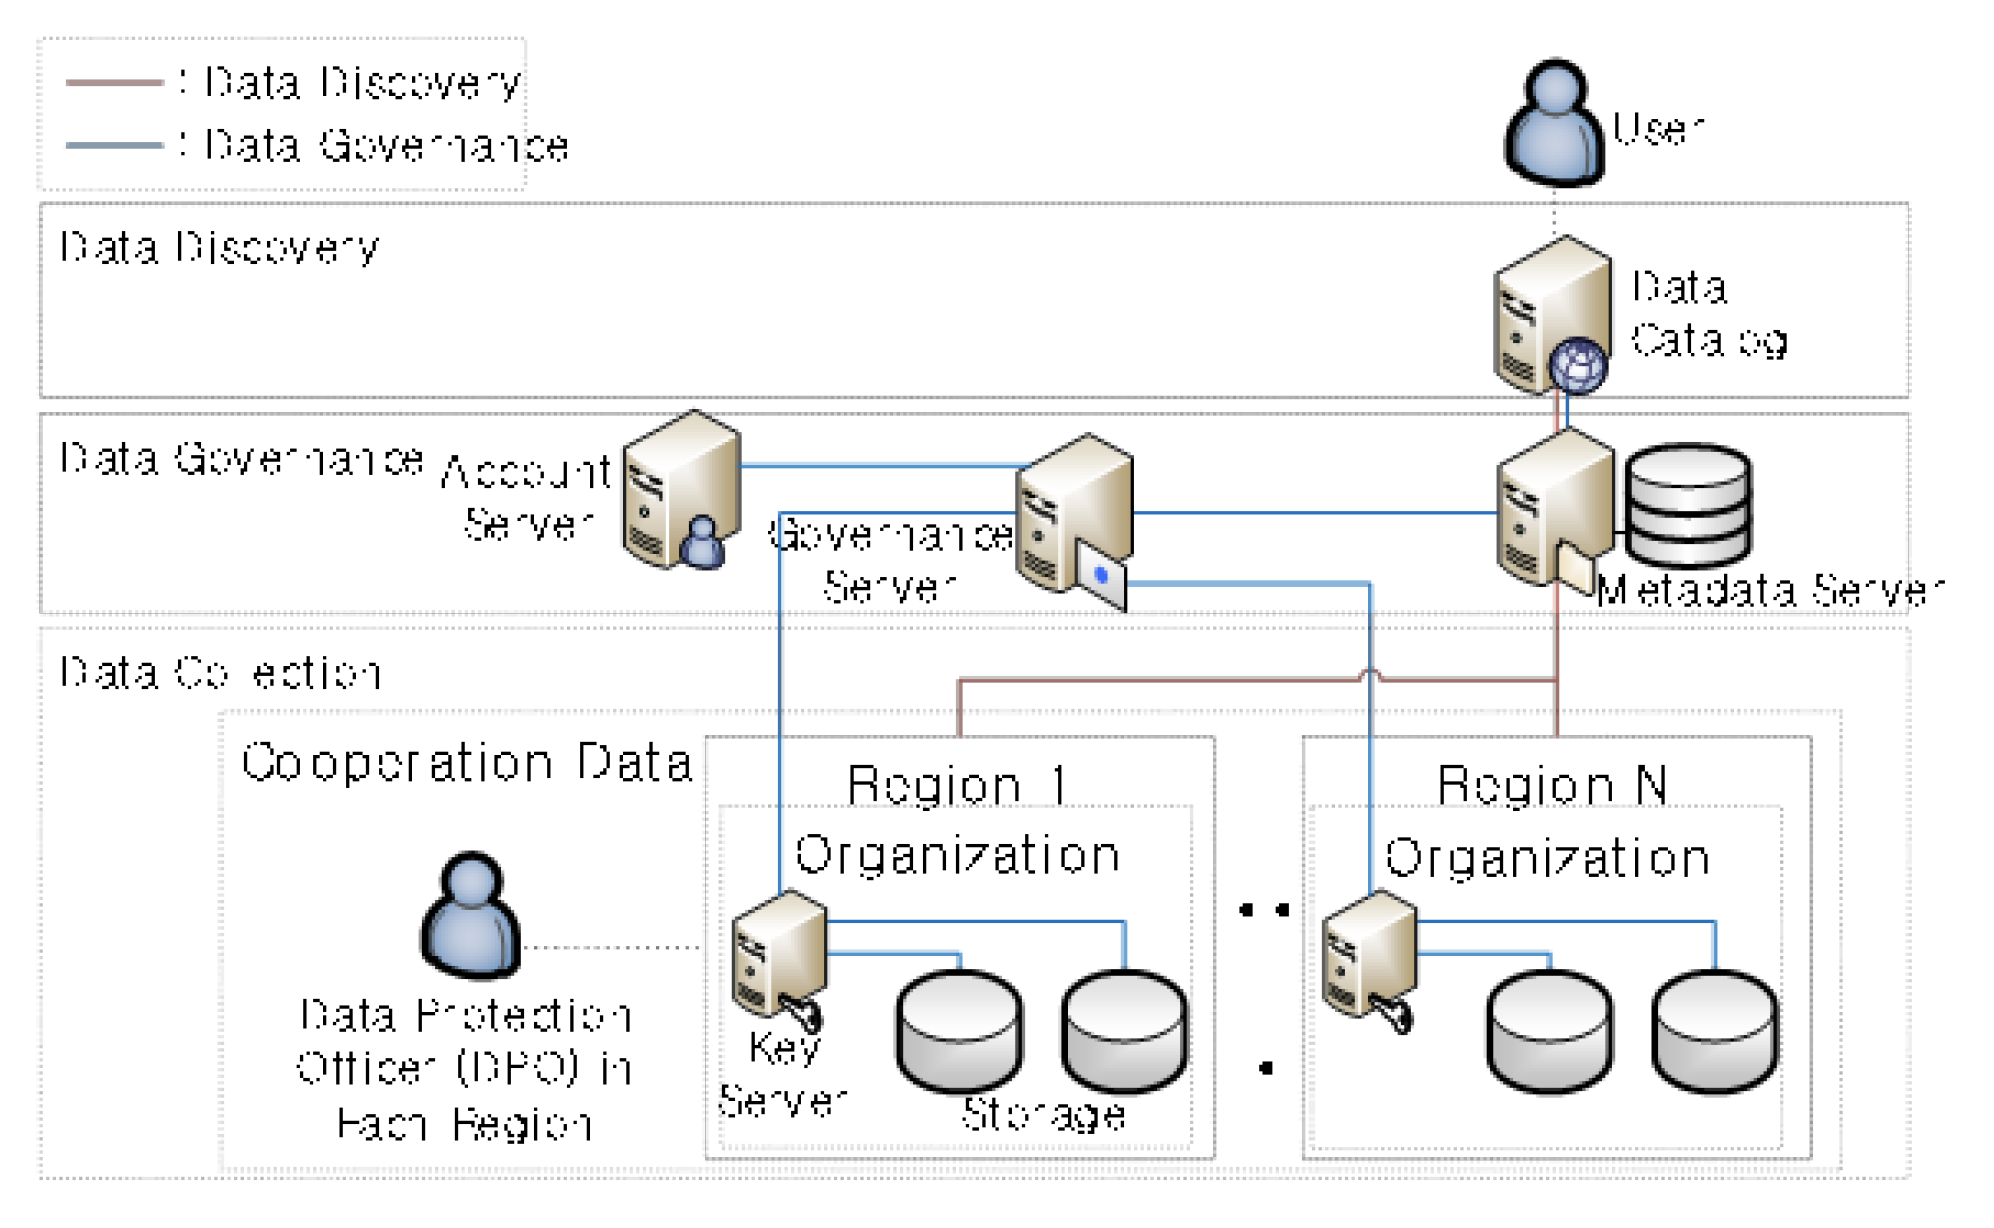 : Data Discovery
: Data Governance
User
Data Discovery
Data
Catalog
Data Governance
Account
Server
Governance
Server
Metadata Server
Data Collection
Cooperation Data
Region 1
Region N
Organization
Organization
Data Protection
Officer (DPO) in
Each Region
Key
Server
Storage